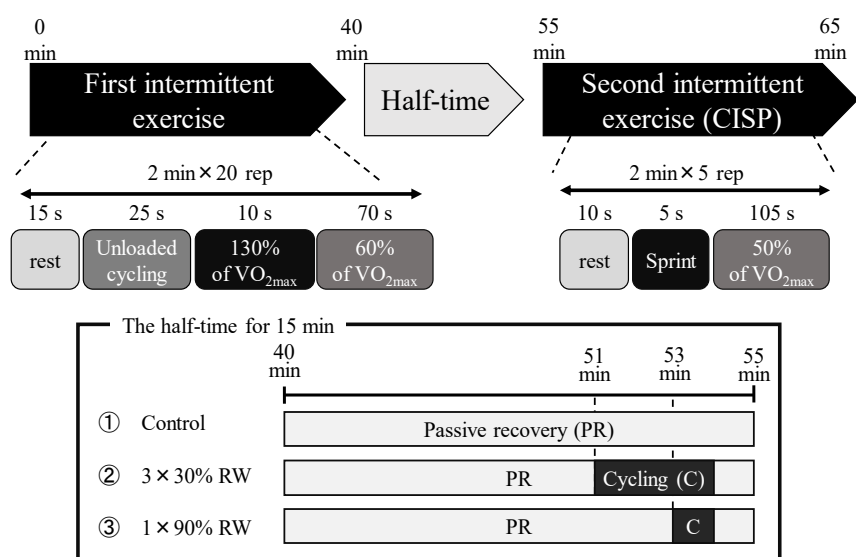 0
min
40
min
55
min
65
min
First intermittent
exercise
Half-time
Second intermittent
exercise (CISP)
2 min×20 rep
15 s
25 s
10 s
70 s
rest
Unloaded
cycling
130%
of VO2max
60%
of VO2max
2 min×5 rep
10 s
5 s
105 s
rest
Sprint
50%
of VO2max
The half-time for 15 min
40
min
51
min
53
min
55
min
① Control
Passive recovery (PR)
② 3×30% RW
PR
Cycling (C)
③ 1×90% RW
PR
C